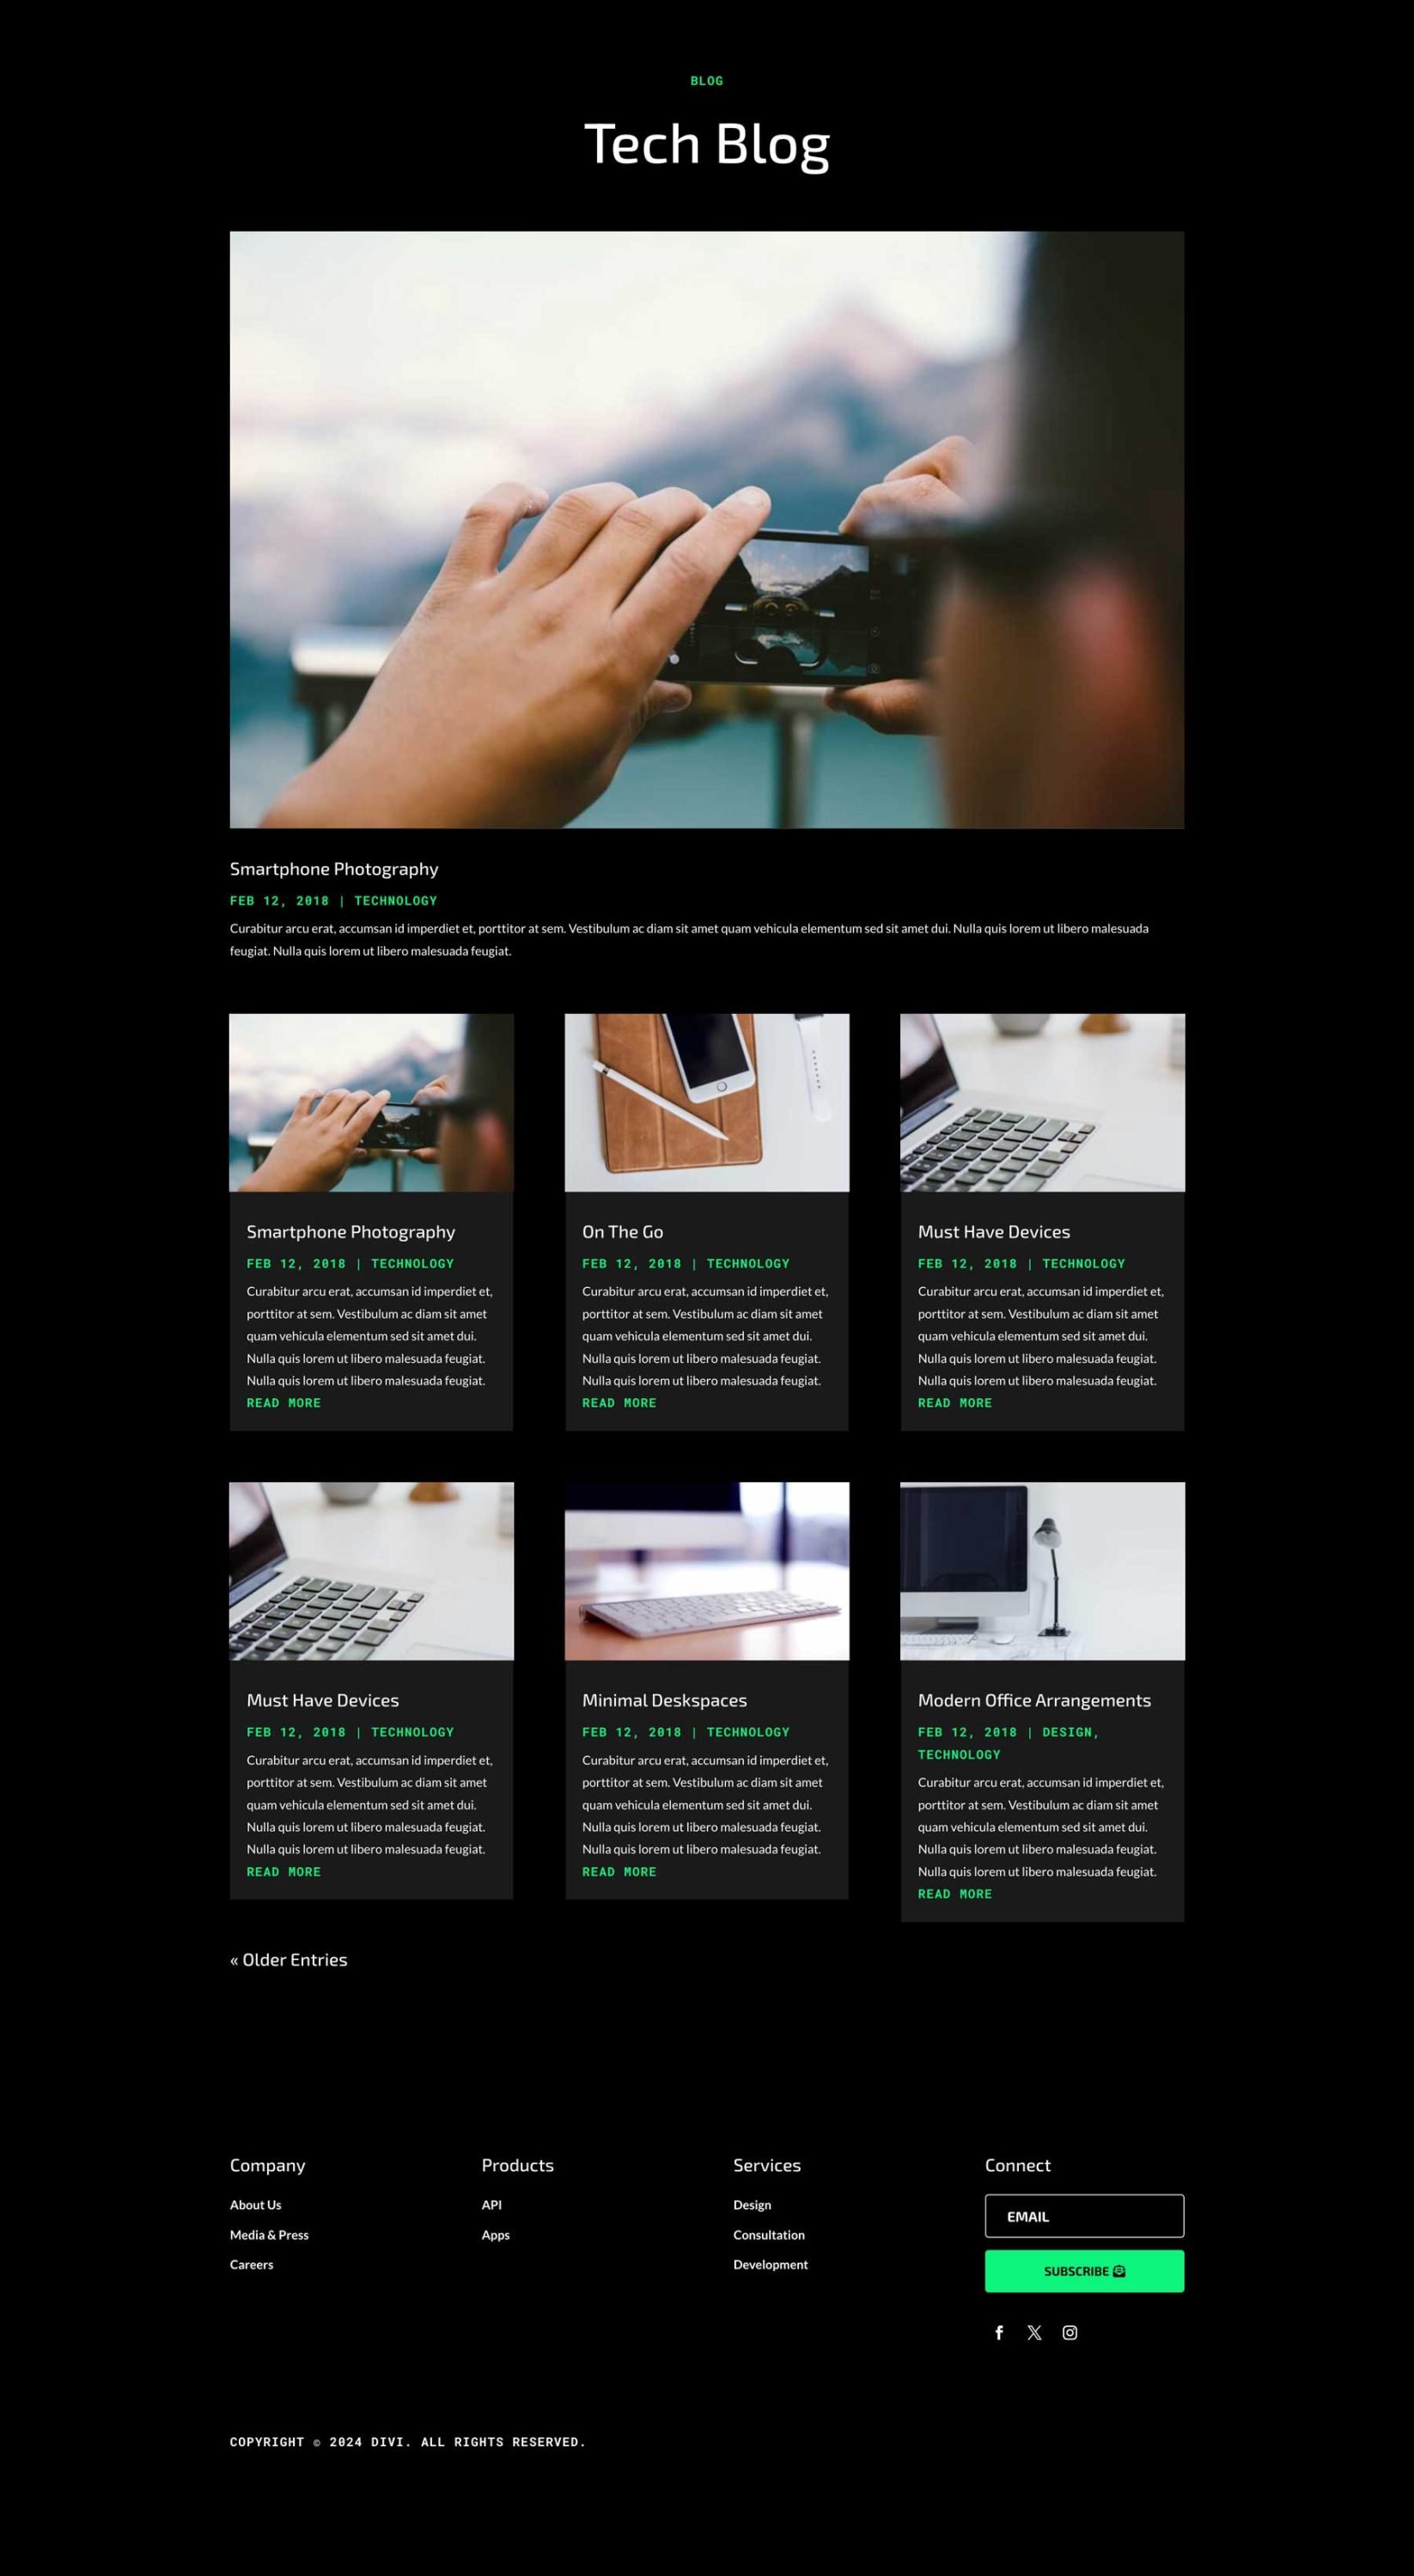 BLOG
Tech Blog
Smartphone Photography
FEB 12, 2018 | TECHNOLOGY
Curabitur arcu erat, accumsan id imperdiet et, porttitor at sem. Vestibulum ac diam sit amet quam vehicula elementum sed sit amet dui. Nulla quis lorem ut libero malesuada
feugiat. Nulla quis lorem ut libero malesuada feugiat.
Smartphone Photography
FEB 12, 2018 | TECHNOLOGY
Curabitur arcu erat, accumsan id imperdiet et,
porttitor at sem. Vestibulum ac diam sit amet
quam vehicula elementum sed sit amet dui.
Nulla quis lorem ut libero malesuada feugiat.
Nulla quis lorem ut libero malesuada feugiat.
READ MORE
On The Go
FEB 12, 2018 | TECHNOLOGY
Curabitur arcu erat, accumsan id imperdiet et,
porttitor at sem. Vestibulum ac diam sit amet
quam vehicula elementum sed sit amet dui.
Nulla quis lorem ut libero malesuada feugiat.
Nulla quis lorem ut libero malesuada feugiat.
READ MORE
Must Have Devices
FEB 12, 2018 | TECHNOLOGY
Curabitur arcu erat, accumsan id imperdiet et,
porttitor at sem. Vestibulum ac diam sit amet
quam vehicula elementum sed sit amet dui.
Nulla quis lorem ut libero malesuada feugiat.
Nulla quis lorem ut libero malesuada feugiat.
READ MORE
Must Have Devices
FEB 12, 2018 | TECHNOLOGY
Curabitur arcu erat, accumsan id imperdiet et,
porttitor at sem. Vestibulum ac diam sit amet
quam vehicula elementum sed sit amet dui.
Nulla quis lorem ut libero malesuada feugiat.
Nulla quis lorem ut libero malesuada feugiat.
READ MORE
Minimal Deskspaces
FEB 12, 2018 | TECHNOLOGY
Curabitur arcu erat, accumsan id imperdiet et,
porttitor at sem. Vestibulum ac diam sit amet
quam vehicula elementum sed sit amet dui.
Nulla quis lorem ut libero malesuada feugiat.
Nulla quis lorem ut libero malesuada feugiat.
READ MORE
Modern Office Arrangements
FEB 12, 2018 | DESIGN,
TECHNOLOGY
Curabitur arcu erat, accumsan id imperdiet et,
porttitor at sem. Vestibulum ac diam sit amet
quam vehicula elementum sed sit amet dui.
Nulla quis lorem ut libero malesuada feugiat.
Nulla quis lorem ut libero malesuada feugiat.
READ MORE
« Older Entries
Company
About Us
Media & Press
Careers
Products
API
Apps
Services
Design
Consultation
Development
Connect
EMAIL
SUBSCRIBE
COPYRIGHT © 2024 DIVI. ALL RIGHTS RESERVED.